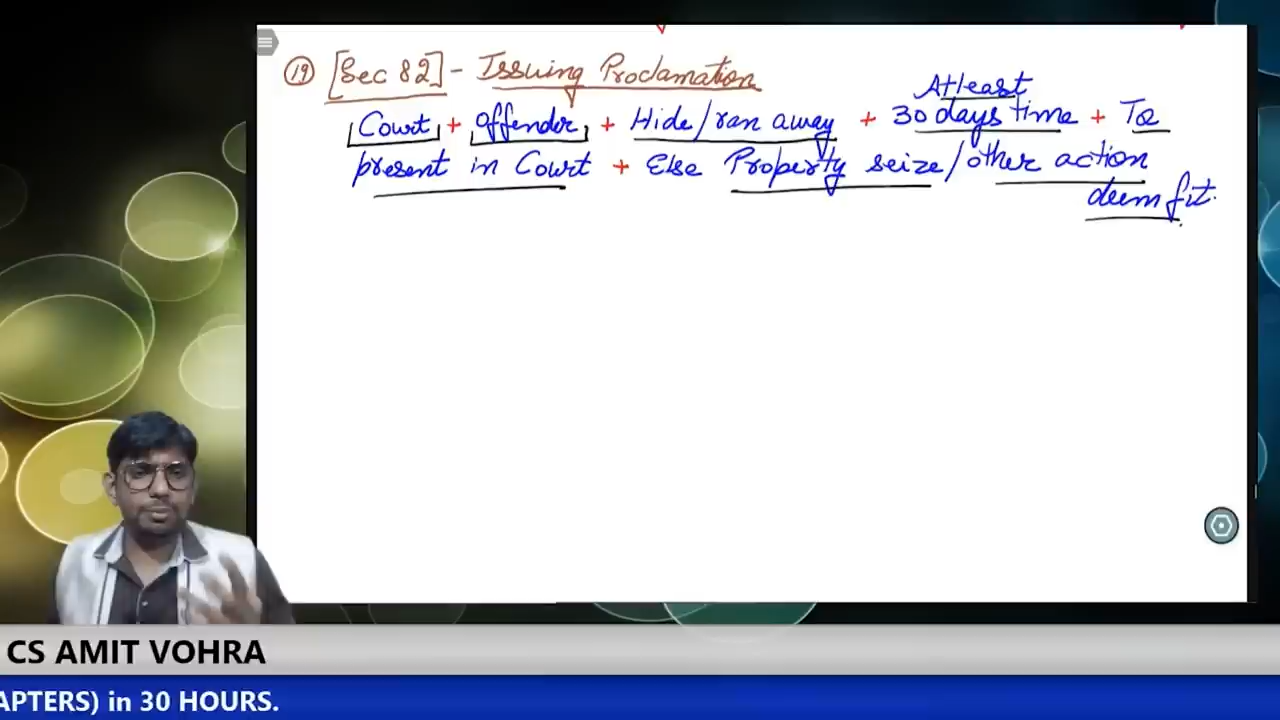 19 [Sec 82] - Issuing Proclamation
Atleast
Court + offender + Hide/ran away + 30 days time + To
present in Court + Else Property seize/other action
deem fit.
CS AMIT VOHRA
APTERS) in 30 HOURS.